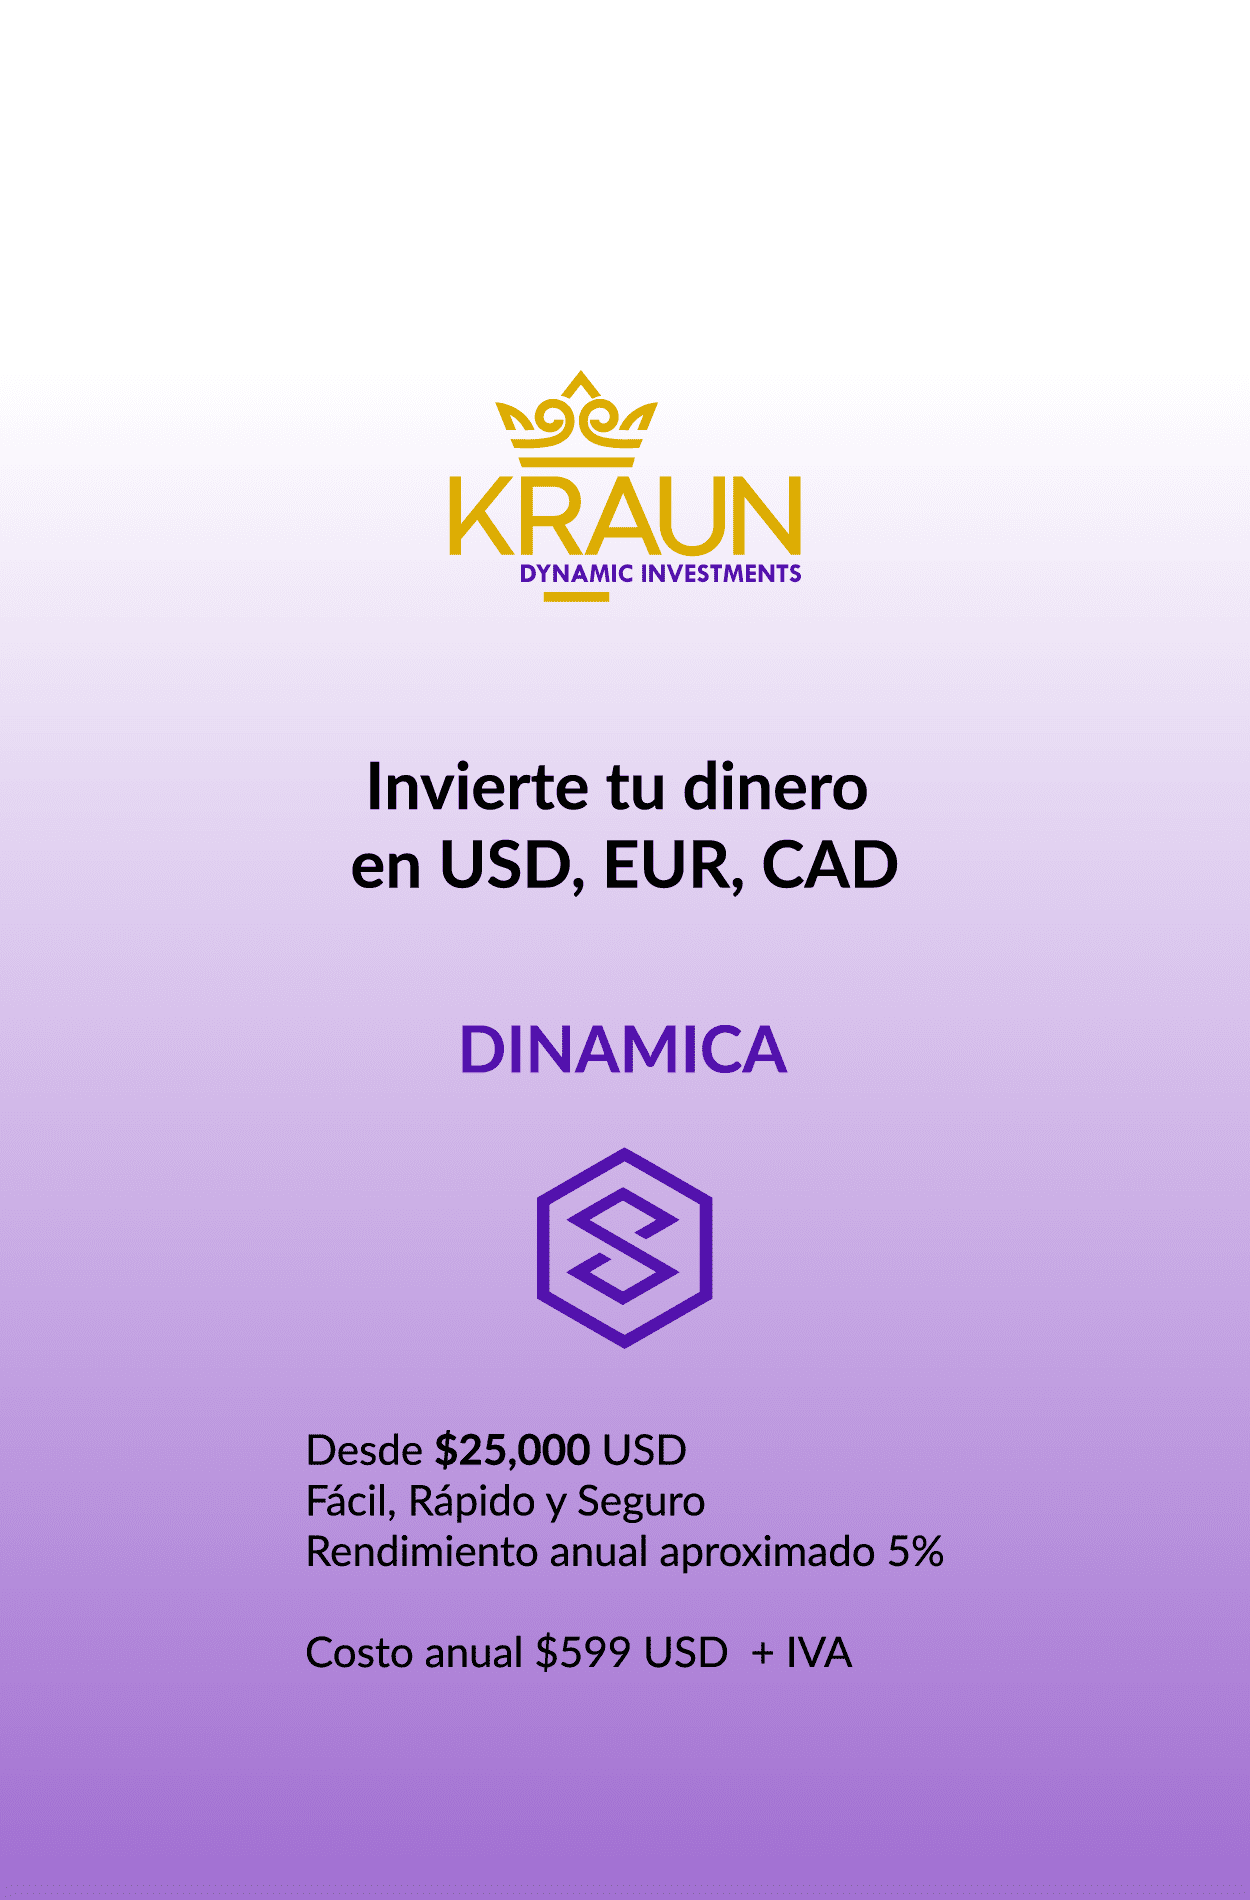 KRAUN
DYNAMIC INVESTMENTS
Invierte tu dinero
en USD, EUR, CAD
DINAMICA
Desde $25,000 USD
Fácil, Rápido y Seguro
Rendimiento anual aproximado 5%
Costo anual $599 USD + IVA